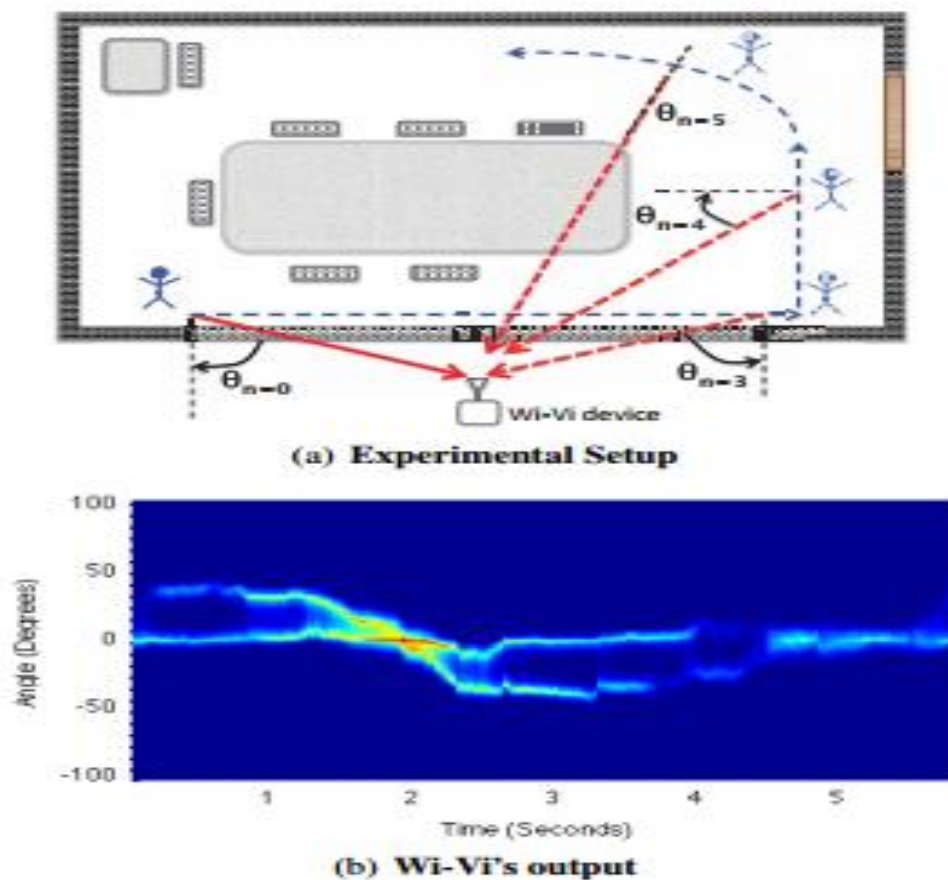 θn=5
θn=4
θn=0
θn=3
Wi-Vi device
(a) Experimental Setup
100
50
0
-50
-100
Angle (Degrees)
1 2 3 4 5
Time (Seconds)
(b) Wi-Vi's output